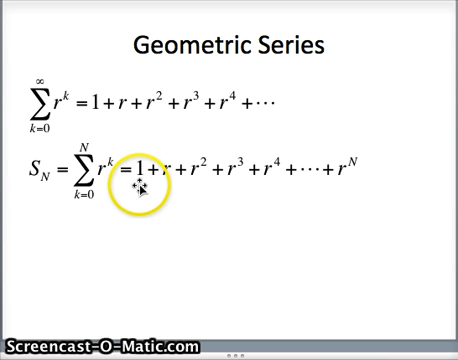 Geometric Series
∞
∑ r^k = 1 + r + r^2 + r^3 + r^4 + ⋯
k=0
N
S_N = ∑ r^k = 1 + r + r^2 + r^3 + r^4 + ⋯ + r^N
k=0
Screencast-O-Matic.com